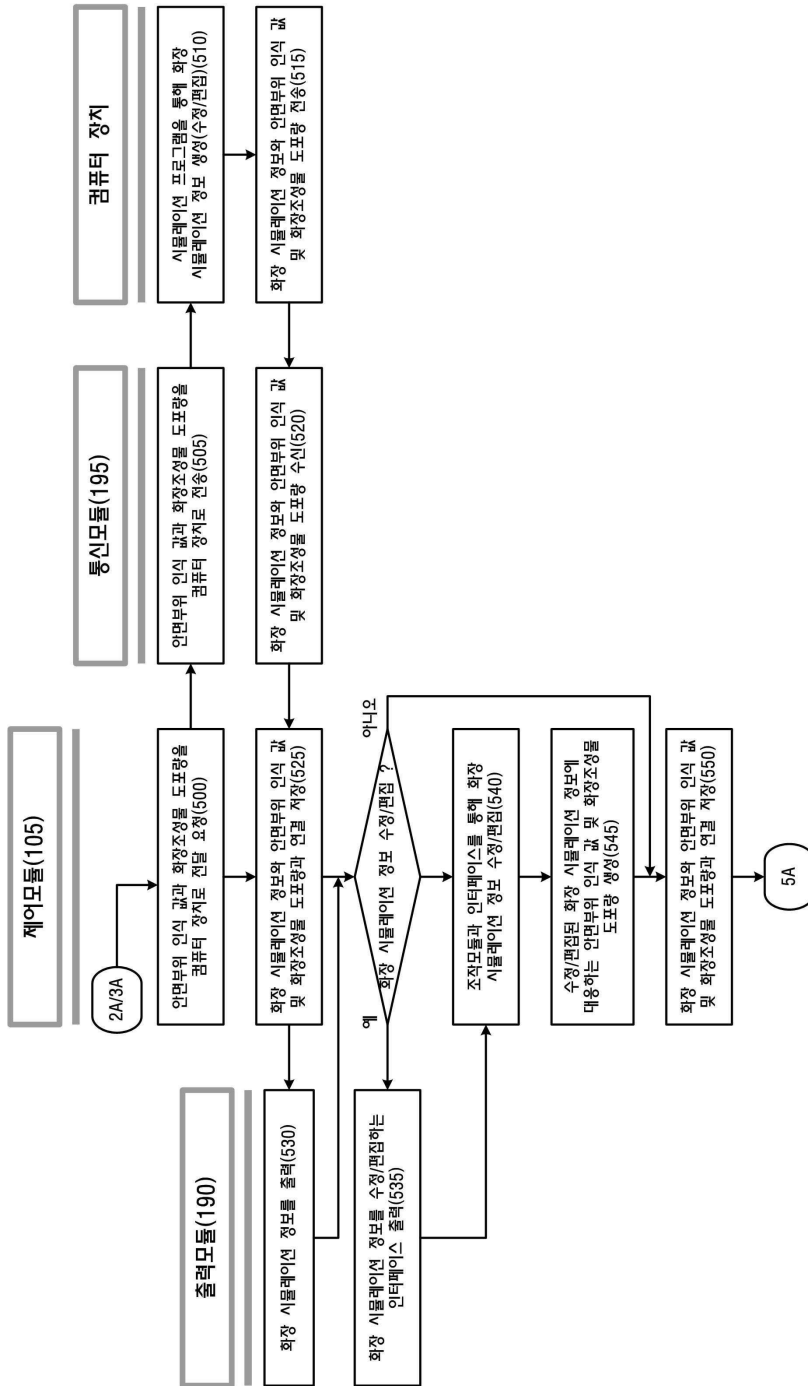 출력모듈(190)
제어모듈(105)
통신모듈(195)
컴퓨터 장치
2A/3A
안면부위 인식 값과 화장조성물 도포량을
컴퓨터 장치로 전달 요청(500)
안면부위 인식 값과 화장조성물 도포량을
컴퓨터 장치로 전송(505)
시뮬레이션 프로그램을 통해 화장
시뮬레이션 정보 생성(수정/편집)(510)
화장 시뮬레이션 정보와 안면부위 인식 값
및 화장조성물 도포량 전송(515)
화장 시뮬레이션 정보와 안면부위 인식 값
및 화장조성물 도포량 수신(520)
화장 시뮬레이션 정보와 안면부위 인식 값
및 화장조성물 도포량과 연결 저장(525)
화장 시뮬레이션 정보를 출력(530)
화장 시뮬레이션 정보 수정/편집 ?
예
아니오
화장 시뮬레이션 정보를 수정/편집하는
인터페이스 출력(535)
조작모듈과 인터페이스를 통해 화장
시뮬레이션 정보 수정/편집(540)
수정/편집된 화장 시뮬레이션 정보에
대응하는 안면부위 인식 값 및 화장조성물
도포량 생성(545)
화장 시뮬레이션 정보와 안면부위 인식 값
및 화장조성물 도포량과 연결 저장(550)
5A